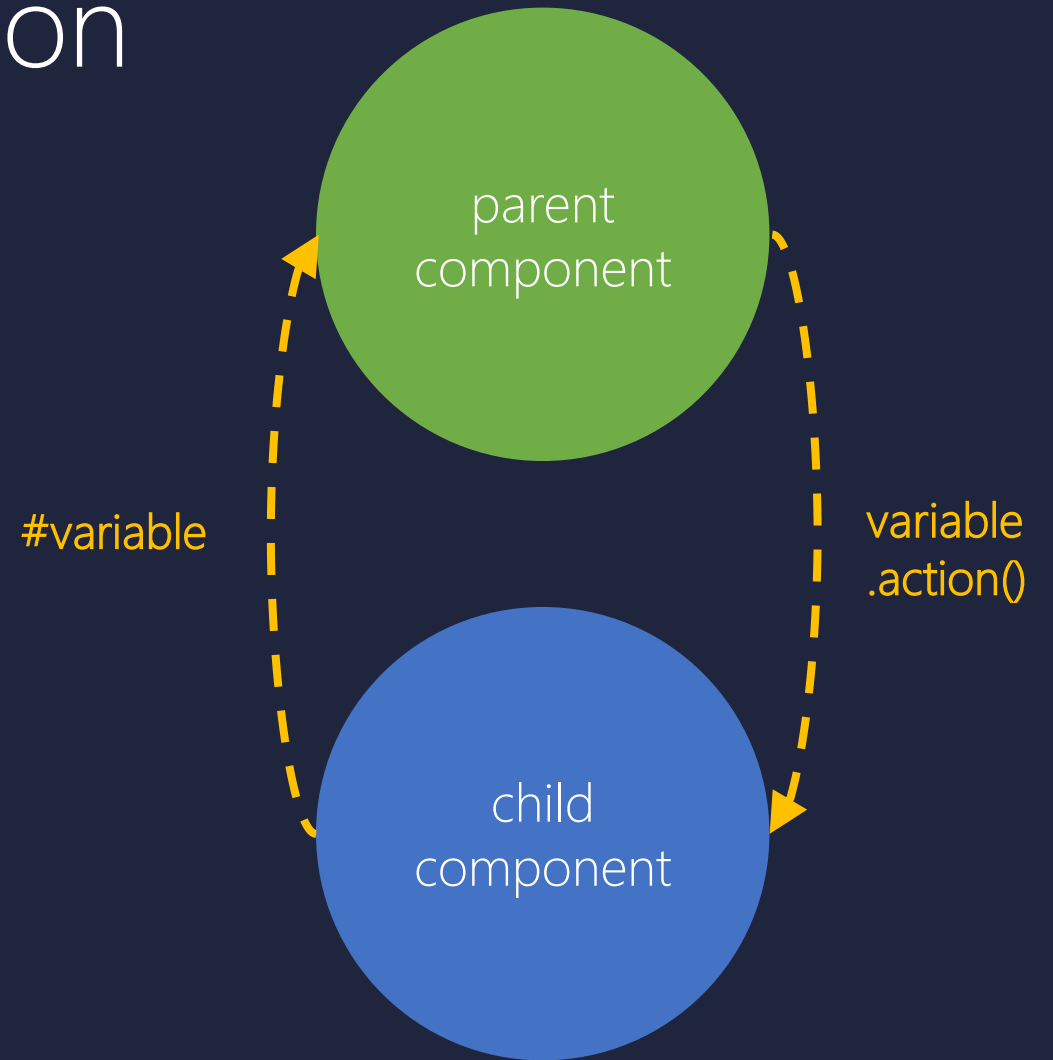 on
parent
component
#variable
variable
.action()
child
component